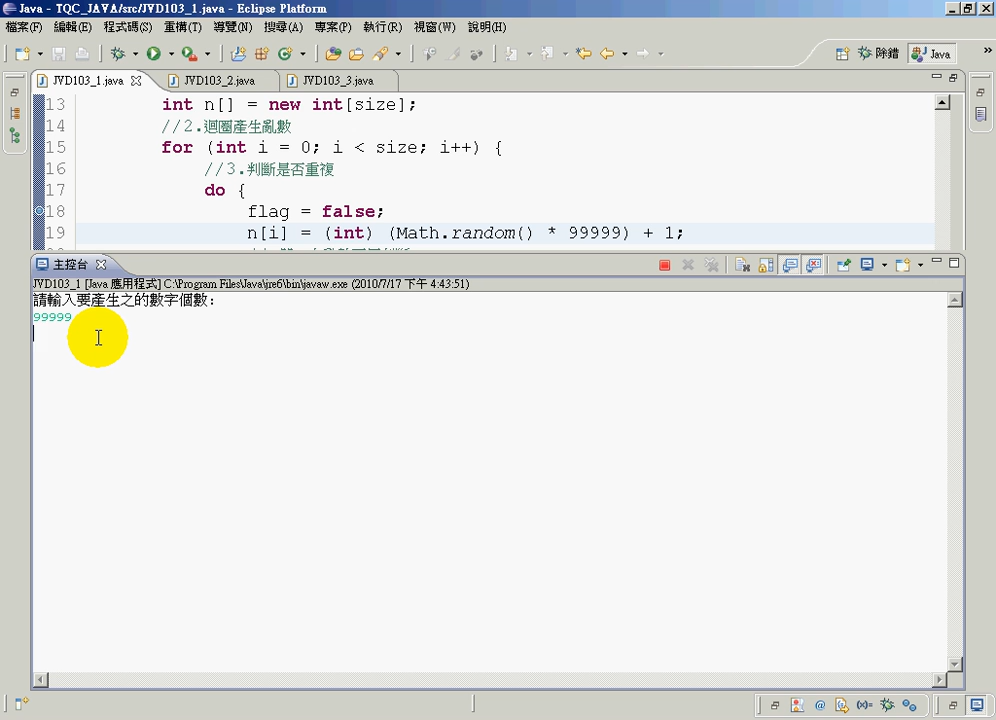 Java - TQC_JAVA/src/JVD103_1.java - Eclipse Platform
檔案(F) 編輯(E) 程式碼(S) 重構(T) 導覽(N) 搜尋(A) 專案(P) 執行(R) 視窗(W) 說明(H)
除錯 Java
JVD103_1.java JVD103_2.java JVD103_3.java
13 int n[] = new int[size];
14 //2.迴圈產生亂數
15 for (int i = 0; i < size; i++) {
16 //3.判斷是否重複
17 do {
18 flag = false;
19 n[i] = (int) (Math.random() * 99999) + 1;
主控台
JVD103_1 [Java 應用程式] C:\Program Files\Java\jre6\bin\javaw.exe (2010/7/17 下午 4:43:51)
請輸入要產生之的數字個數:
99999